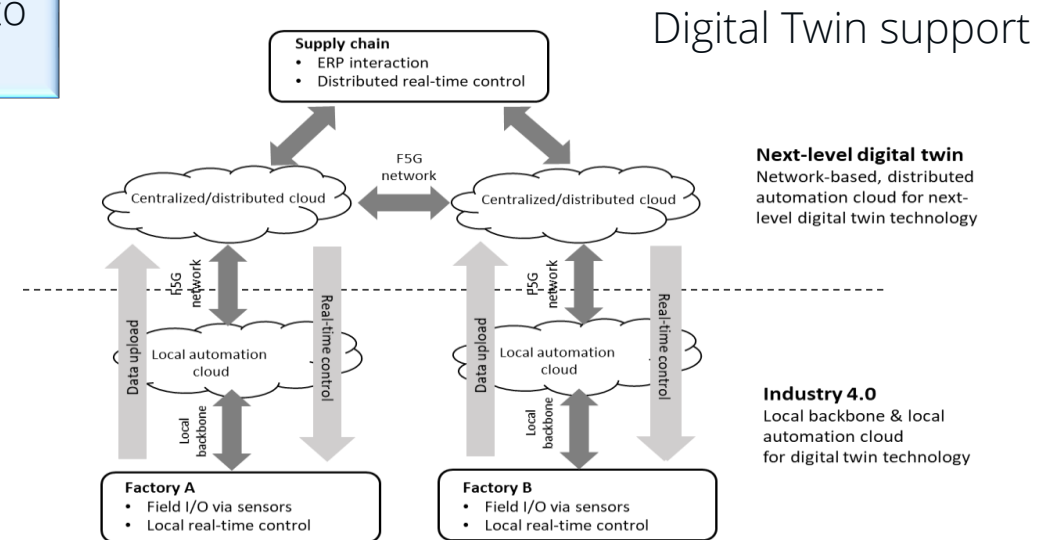 to
Digital Twin support
Supply chain
• ERP interaction
• Distributed real-time control
F5G
network
Centralized/distributed cloud
Centralized/distributed cloud
Next-level digital twin
Network-based, distributed
automation cloud for next-
level digital twin technology
Data upload
F5G
network
Real-time control
Data upload
F5G
network
Real-time control
Local automation
cloud
Local automation
cloud
Local
backbone
Local
backbone
Industry 4.0
Local backbone & local
automation cloud
for digital twin technology
Factory A
• Field I/O via sensors
• Local real-time control
Factory B
• Field I/O via sensors
• Local real-time control